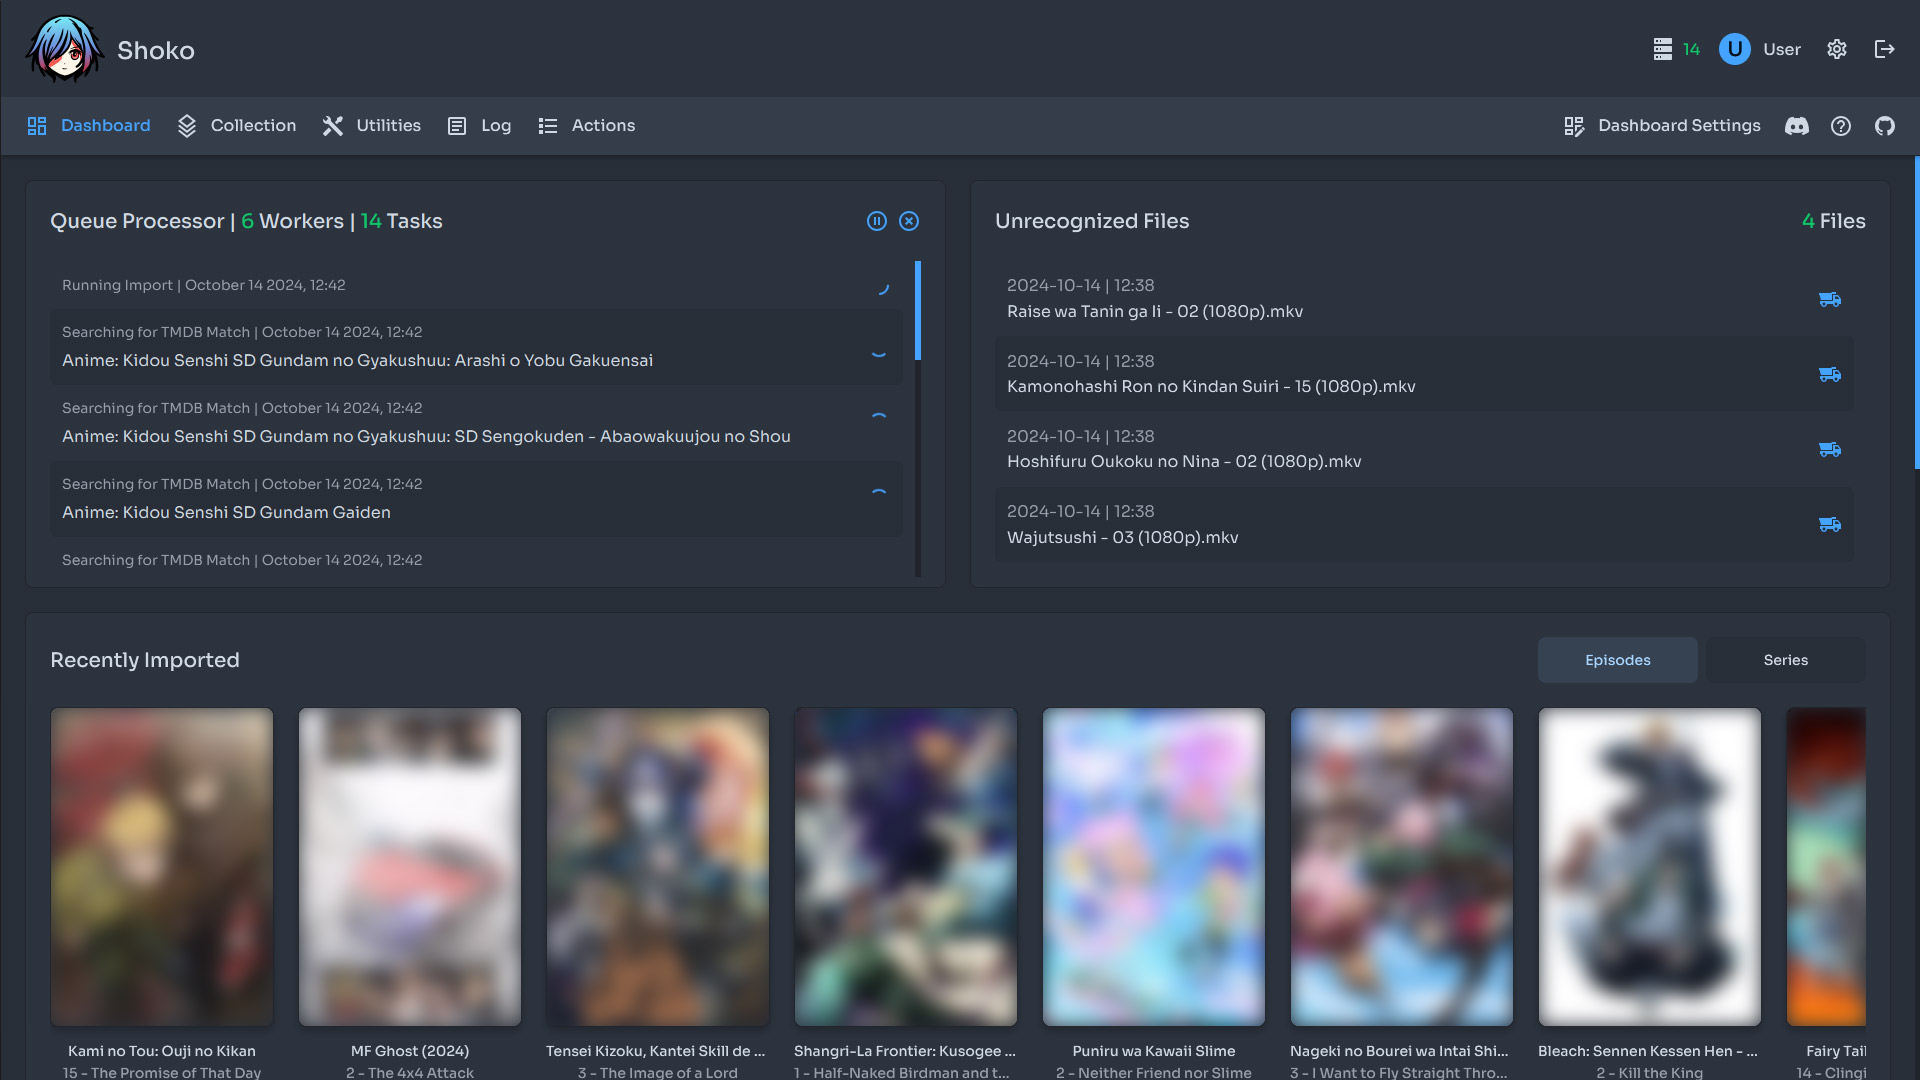 Shoko
14
U
User
Dashboard
Collection
Utilities
Log
Actions
Dashboard Settings
Queue Processor | 6 Workers | 14 Tasks
Running Import | October 14 2024, 12:42
Searching for TMDB Match | October 14 2024, 12:42
Anime: Kidou Senshi SD Gundam no Gyakushuu: Arashi o Yobu Gakuensai
Searching for TMDB Match | October 14 2024, 12:42
Anime: Kidou Senshi SD Gundam no Gyakushuu: SD Sengokuden - Abaowakuujou no Shou
Searching for TMDB Match | October 14 2024, 12:42
Anime: Kidou Senshi SD Gundam Gaiden
Searching for TMDB Match | October 14 2024, 12:42
Unrecognized Files
4 Files
2024-10-14 | 12:38
Raise wa Tanin ga Ii - 02 (1080p).mkv
2024-10-14 | 12:38
Kamonohashi Ron no Kindan Suiri - 15 (1080p).mkv
2024-10-14 | 12:38
Hoshifuru Oukoku no Nina - 02 (1080p).mkv
2024-10-14 | 12:38
Wajutsushi - 03 (1080p).mkv
Recently Imported
Episodes
Series
Kami no Tou: Ouji no Kikan
15 - The Promise of That Day
MF Ghost (2024)
2 - The 4x4 Attack
Tensei Kizoku, Kantei Skill de ...
3 - The Image of a Lord
Shangri-La Frontier: Kusogee ...
1 - Half-Naked Birdman and t...
Puniru wa Kawaii Slime
2 - Neither Friend nor Slime
Nageki no Bourei wa Intai Shi...
3 - I Want to Fly Straight Thro...
Bleach: Sennen Kessen Hen - ...
2 - Kill the King
Fairy Tail
14 - Clingi